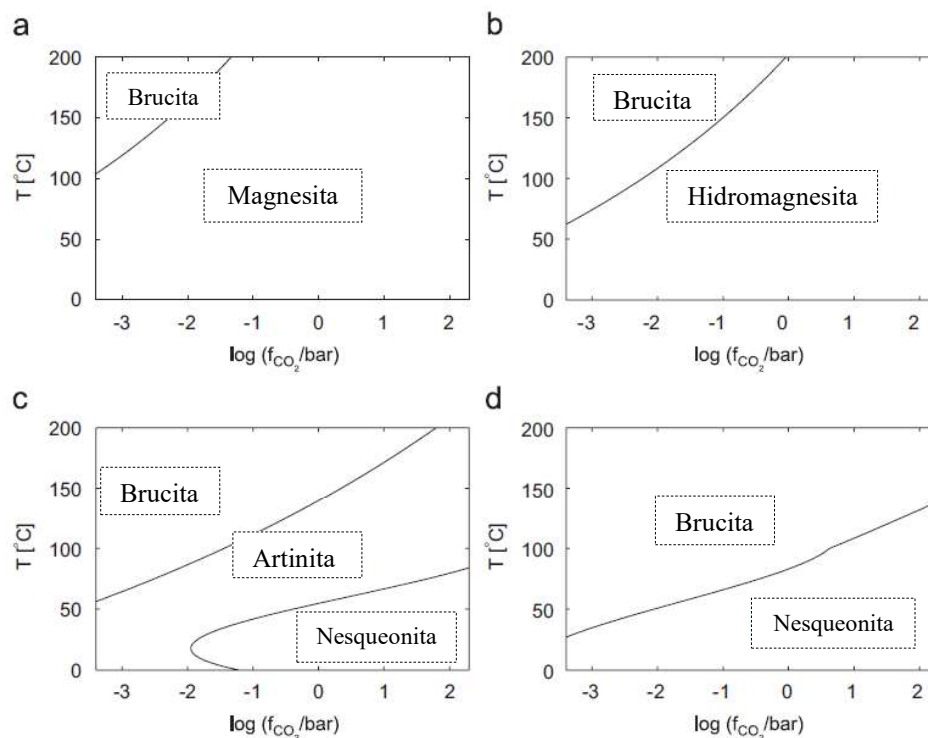 a
200
150
100
50
0
T [°C]
Brucita
Magnesita
-3 -2 -1 0 1 2
log (fCO2/bar)
b
200
150
100
50
0
T [°C]
Brucita
Hidromagnesita
-3 -2 -1 0 1 2
log (fCO2/bar)
c
200
150
100
50
0
T [°C]
Brucita
Artinita
Nesqueonita
-3 -2 -1 0 1 2
log (fCO2/bar)
d
200
150
100
50
0
T [°C]
Brucita
Nesqueonita
-3 -2 -1 0 1 2
log (fCO2/bar)